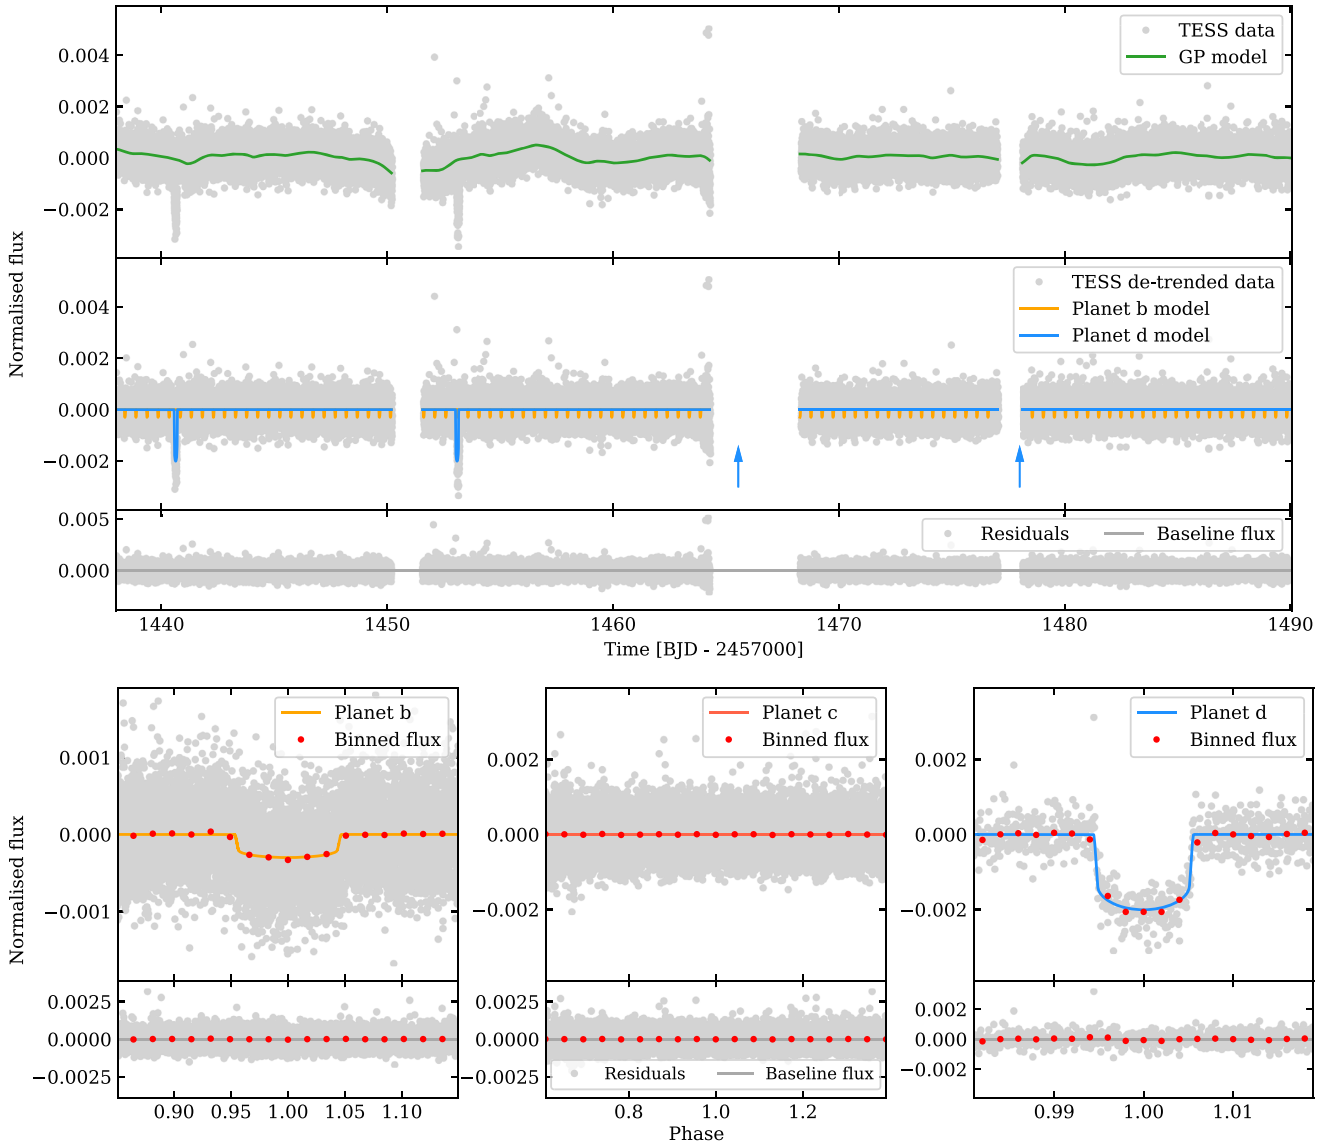 Normalised flux
0.004
0.002
0.000
−0.002
TESS data
GP model
0.004
0.002
0.000
−0.002
TESS de-trended data
Planet b model
Planet d model
0.005
0.000
Residuals Baseline flux
1440 1450 1460 1470 1480 1490
Time [BJD - 2457000]
Normalised flux
0.001
0.000
−0.001
Planet b
Binned flux
0.0025
0.0000
−0.0025
0.90 0.95 1.00 1.05 1.10
0.002
0.000
−0.002
Planet c
Binned flux
0.0025
0.0000
−0.0025
Residuals Baseline flux
0.8 1.0 1.2
Phase
0.002
0.000
−0.002
Planet d
Binned flux
0.002
0.000
−0.002
0.99 1.00 1.01